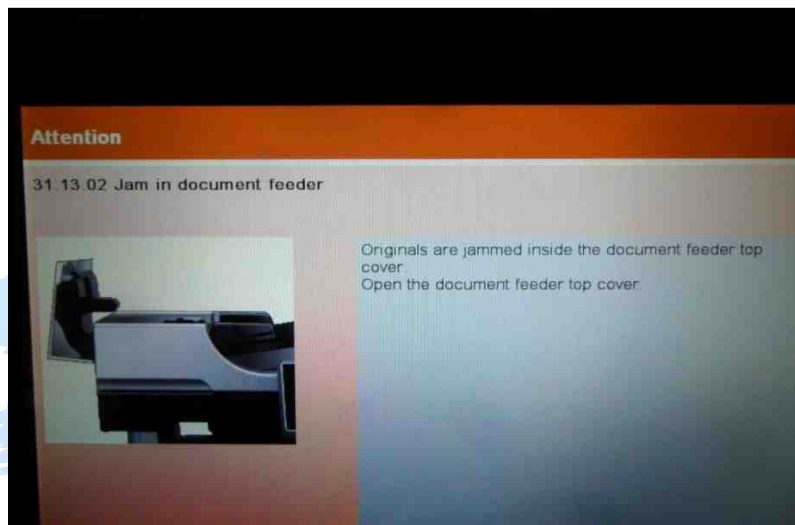 Attention
31.13.02 Jam in document feeder
Originals are jammed inside the document feeder top
cover.
Open the document feeder top cover.